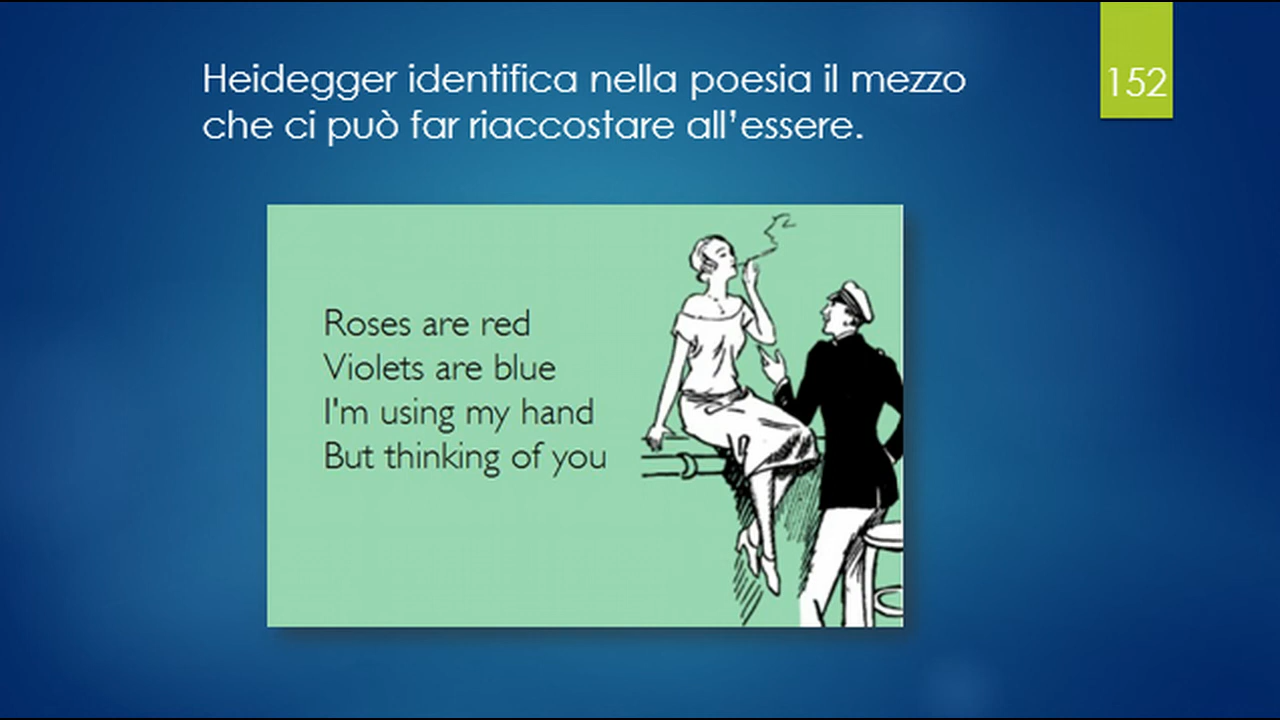 Heidegger identifica nella poesia il mezzo
che ci può far riaccostare all’essere.
152
Roses are red
Violets are blue
I'm using my hand
But thinking of you